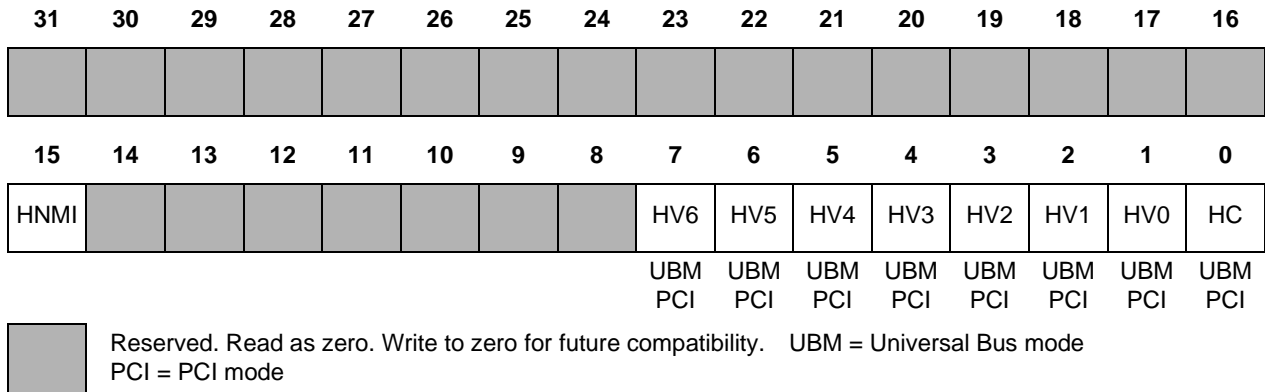 31 30 29 28 27 26 25 24 23 22 21 20 19 18 17 16
15 14 13 12 11 10 9 8 7 6 5 4 3 2 1 0
HNMI HV6 HV5 HV4 HV3 HV2 HV1 HV0 HC
UBM UBM UBM UBM UBM UBM UBM UBM
PCI PCI PCI PCI PCI PCI PCI PCI
Reserved. Read as zero. Write to zero for future compatibility. UBM = Universal Bus mode
PCI = PCI mode